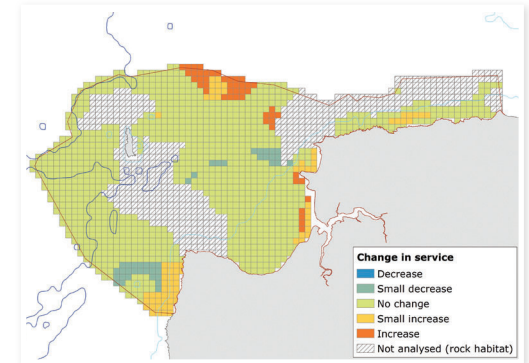 Change in service
Decrease
Small decrease
No change
Small increase
Increase
Not analysed (rock habitat)